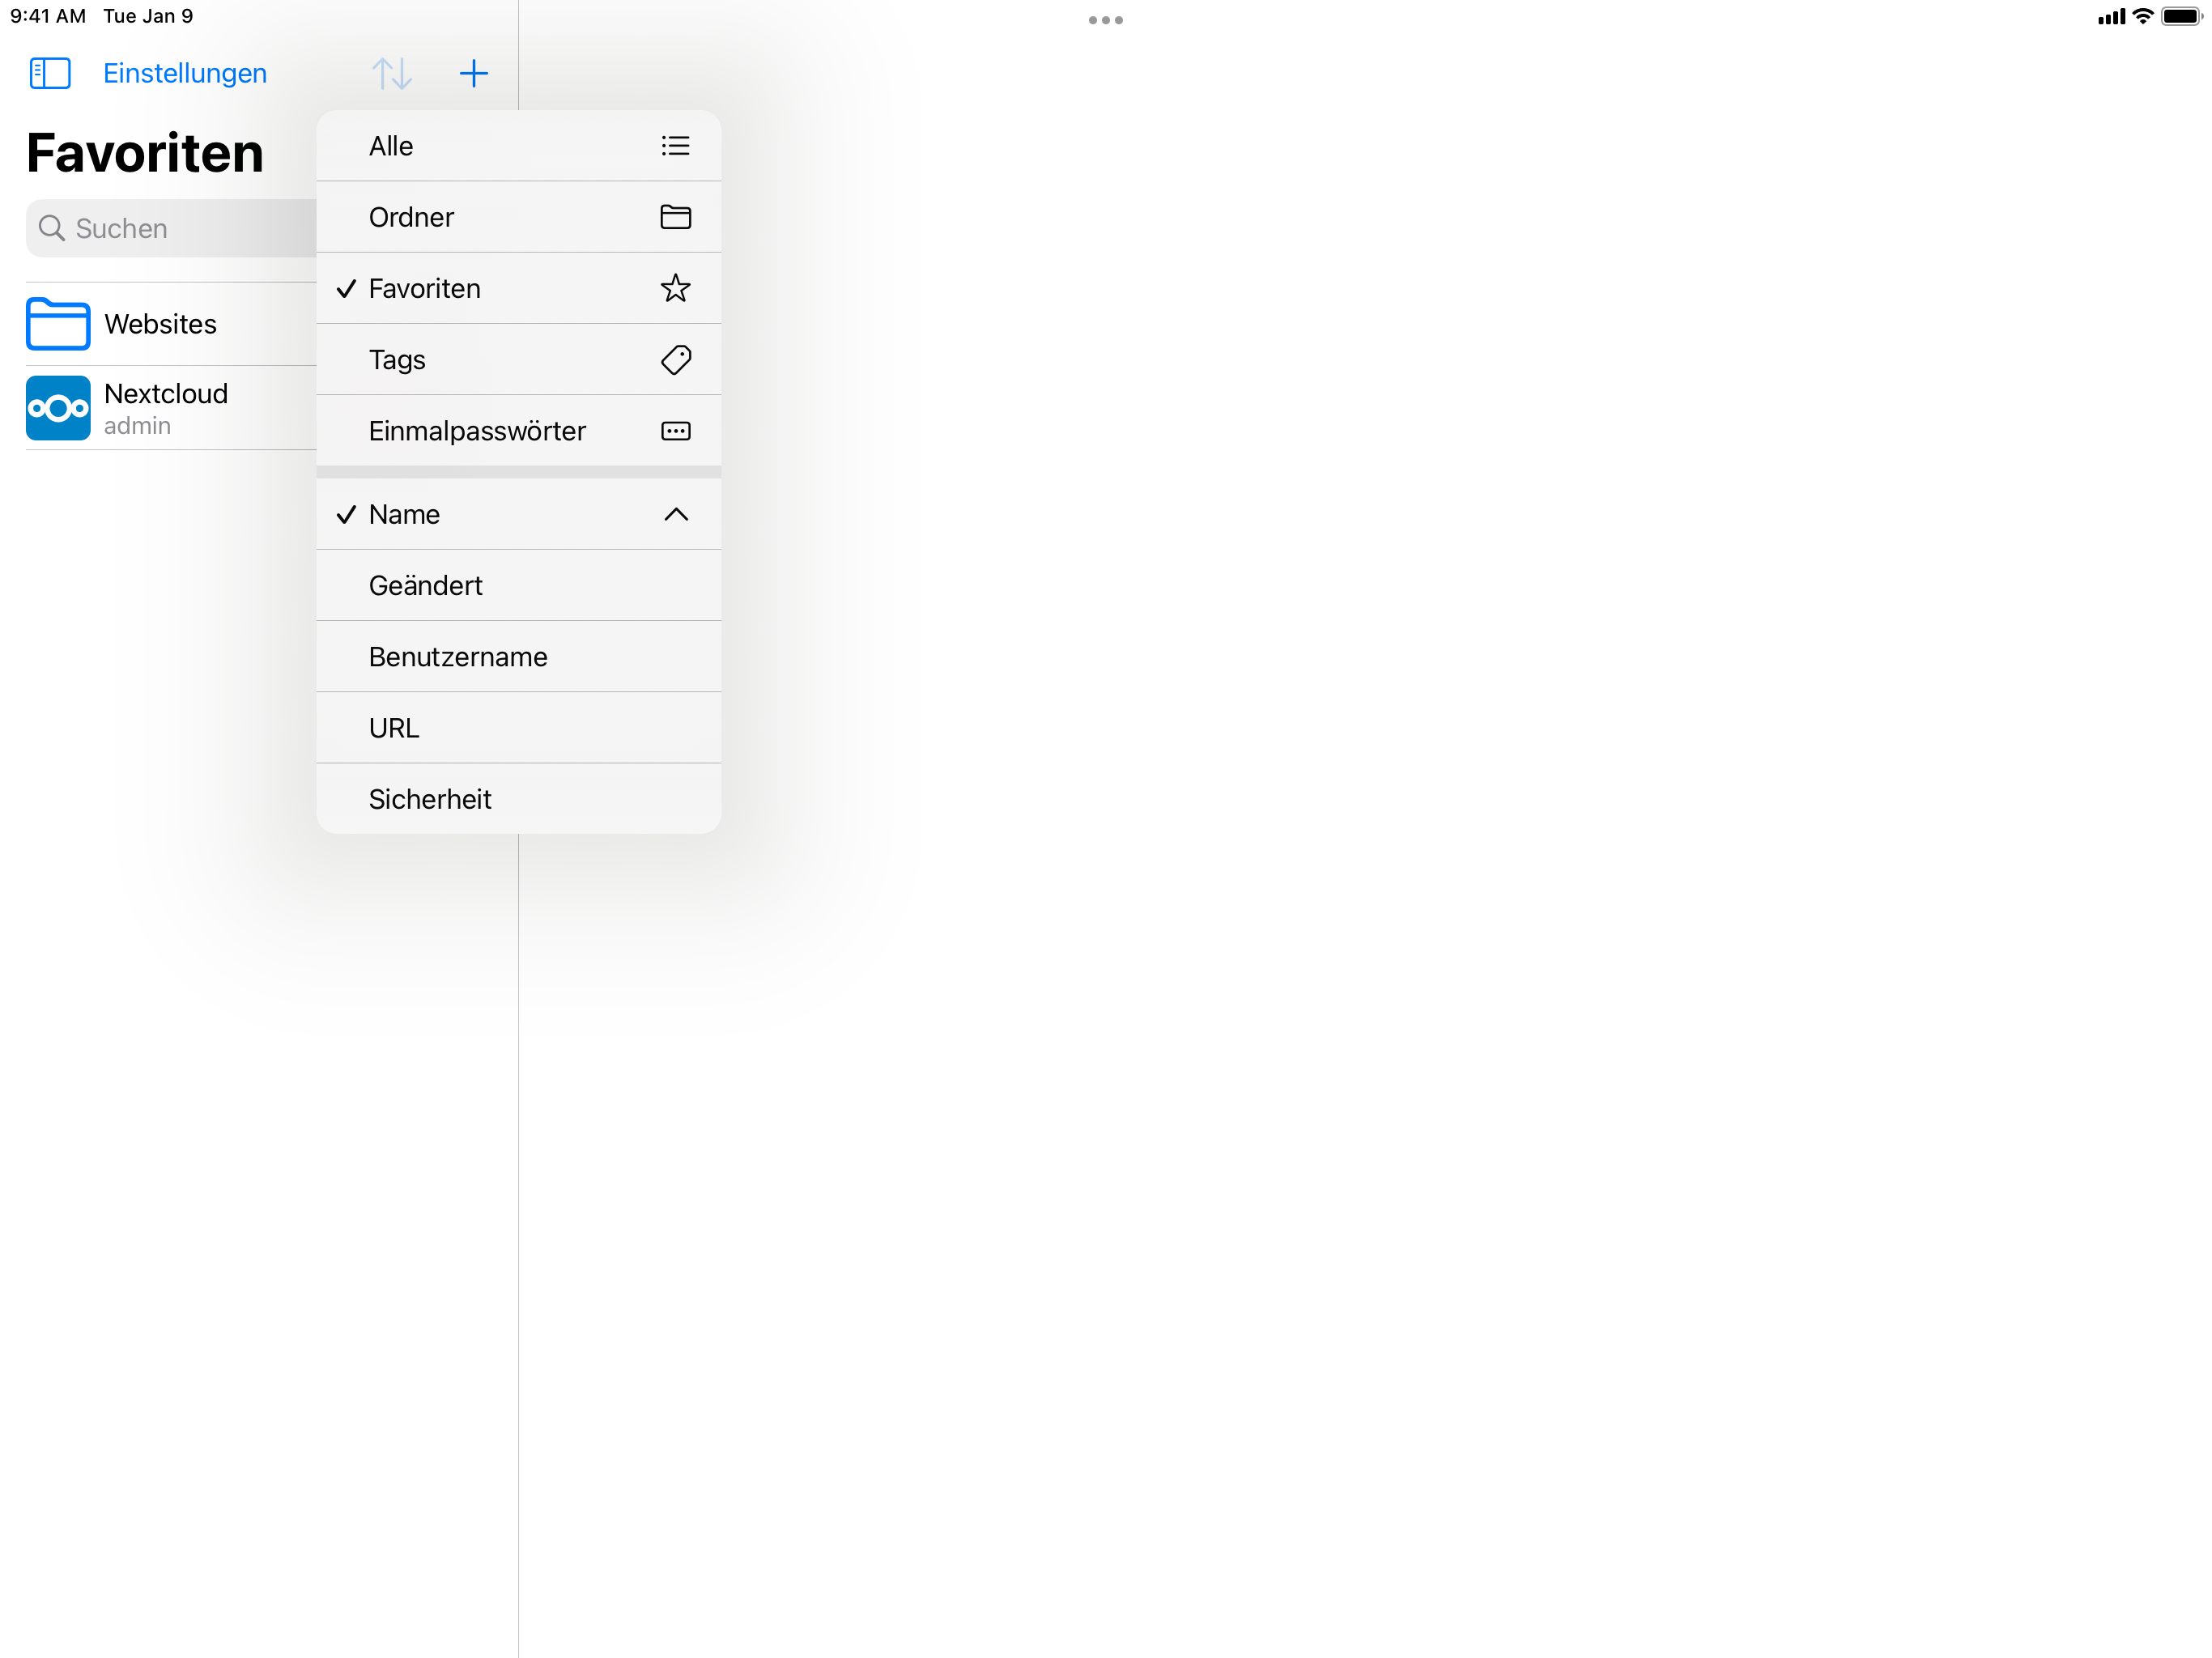 9:41 AM Tue Jan 9
Einstellungen
Favoriten
Suchen
Websites
Nextcloud
admin
Alle
Ordner
Favoriten
Tags
Einmalpasswörter
Name
Geändert
Benutzername
URL
Sicherheit